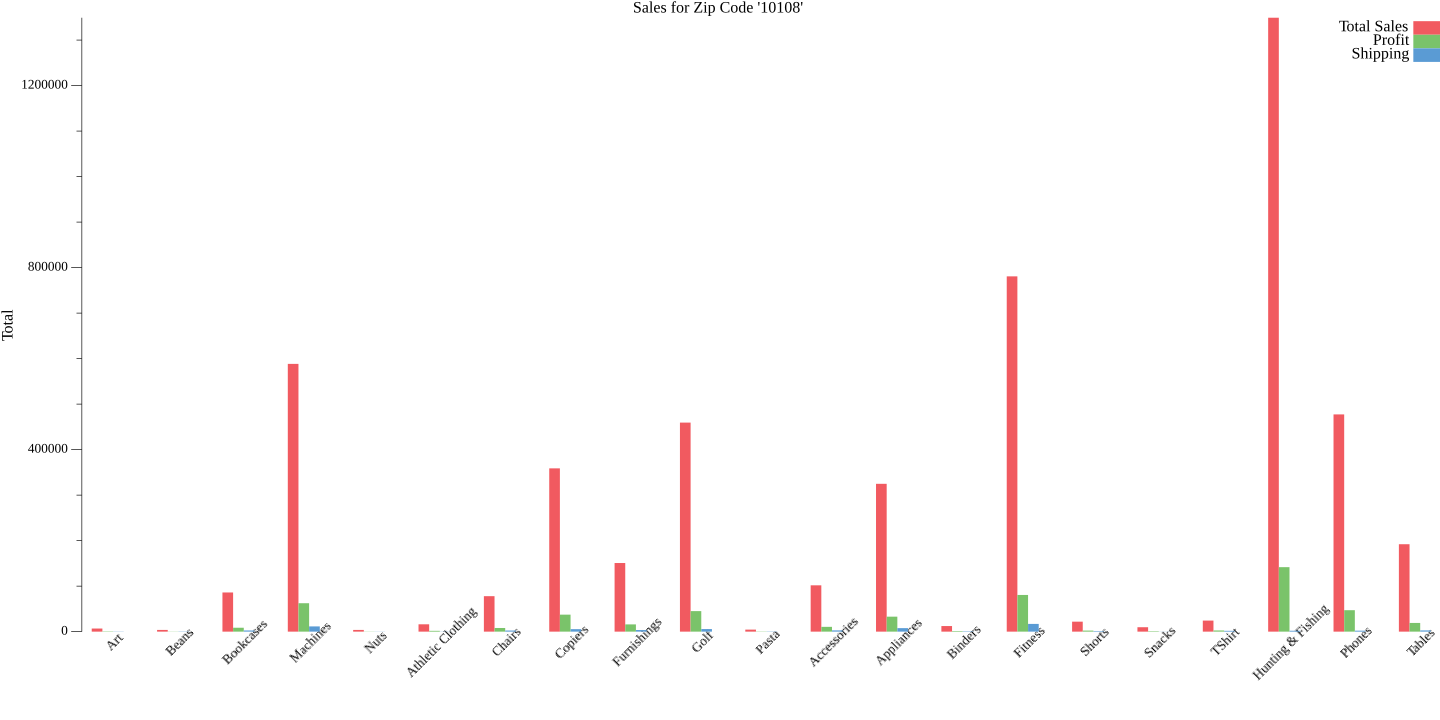 Sales for Zip Code '10108'
Total Sales
Profit
Shipping
1200000
800000
400000
0
Total
Art
Beans
Bookcases
Machines
Nuts
Athletic Clothing
Chairs
Copiers
Furnishings
Golf
Pasta
Accessories
Appliances
Binders
Fitness
Shorts
Snacks
TShirt
Hunting & Fishing
Phones
Tables